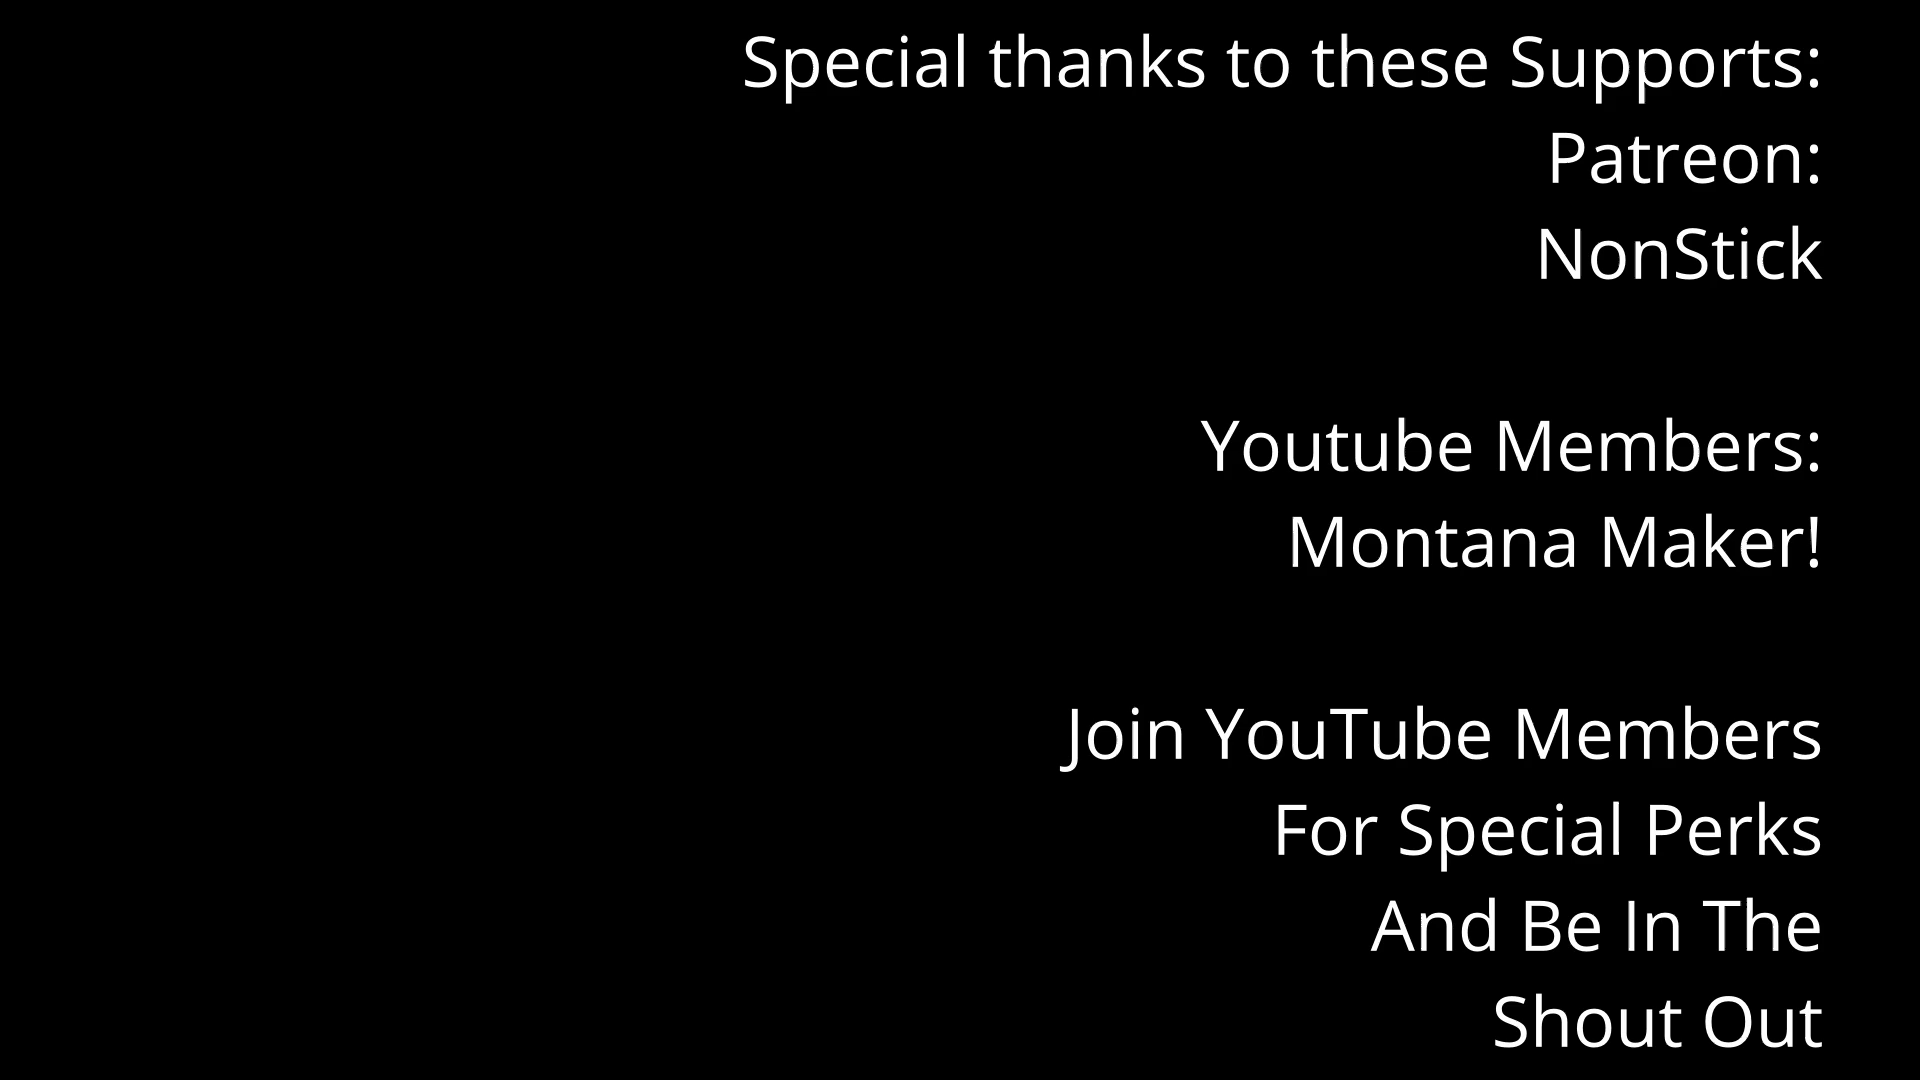 Special thanks to these Supports:
Patreon:
NonStick
Youtube Members:
Montana Maker!
Join YouTube Members
For Special Perks
And Be In The
Shout Out